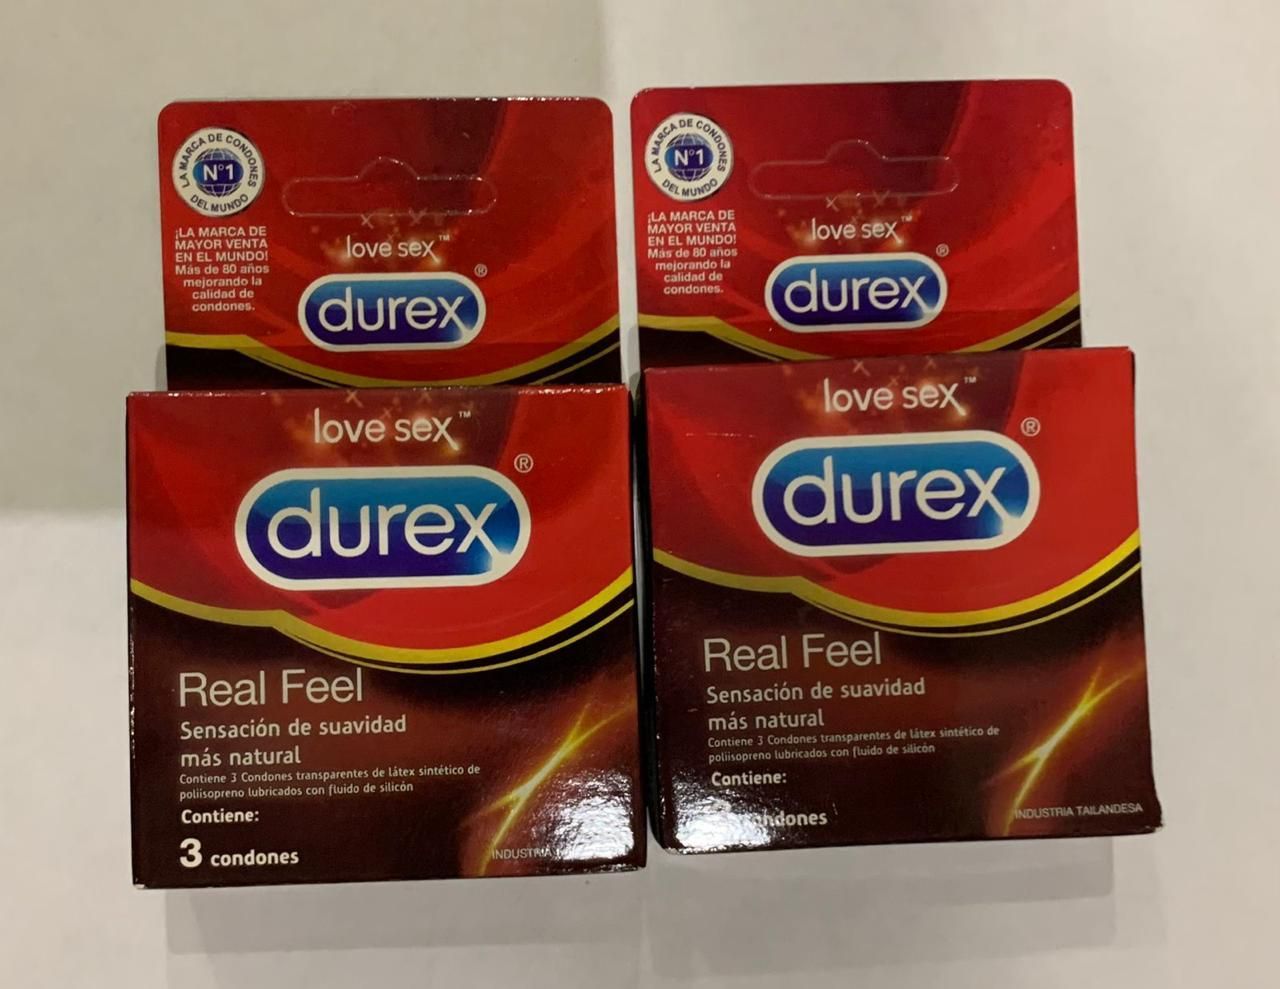 LA MARCA DE CONDONES
N°1
DEL MUNDO
¡LA MARCA DE
MAYOR VENTA
EN EL MUNDO!
Más de 80 años
mejorando la
calidad de
condones.
love sex™
durex®
love sex™
durex®
Real Feel
Sensación de suavidad
más natural
Contiene 3 Condones transparentes de látex sintético de
poliisopreno lubricados con fluido de silicón
Contiene:
3 condones
LA MARCA DE CONDONES
N°1
DEL MUNDO
¡LA MARCA DE
MAYOR VENTA
EN EL MUNDO!
Más de 80 años
mejorando la
calidad de
condones.
love sex™
durex®
love sex™
durex®
Real Feel
Sensación de suavidad
más natural
Contiene 3 Condones transparentes de látex sintético de
poliisopreno lubricados con fluido de silicón
Contiene:
condones
INDUSTRIA TAILANDESA